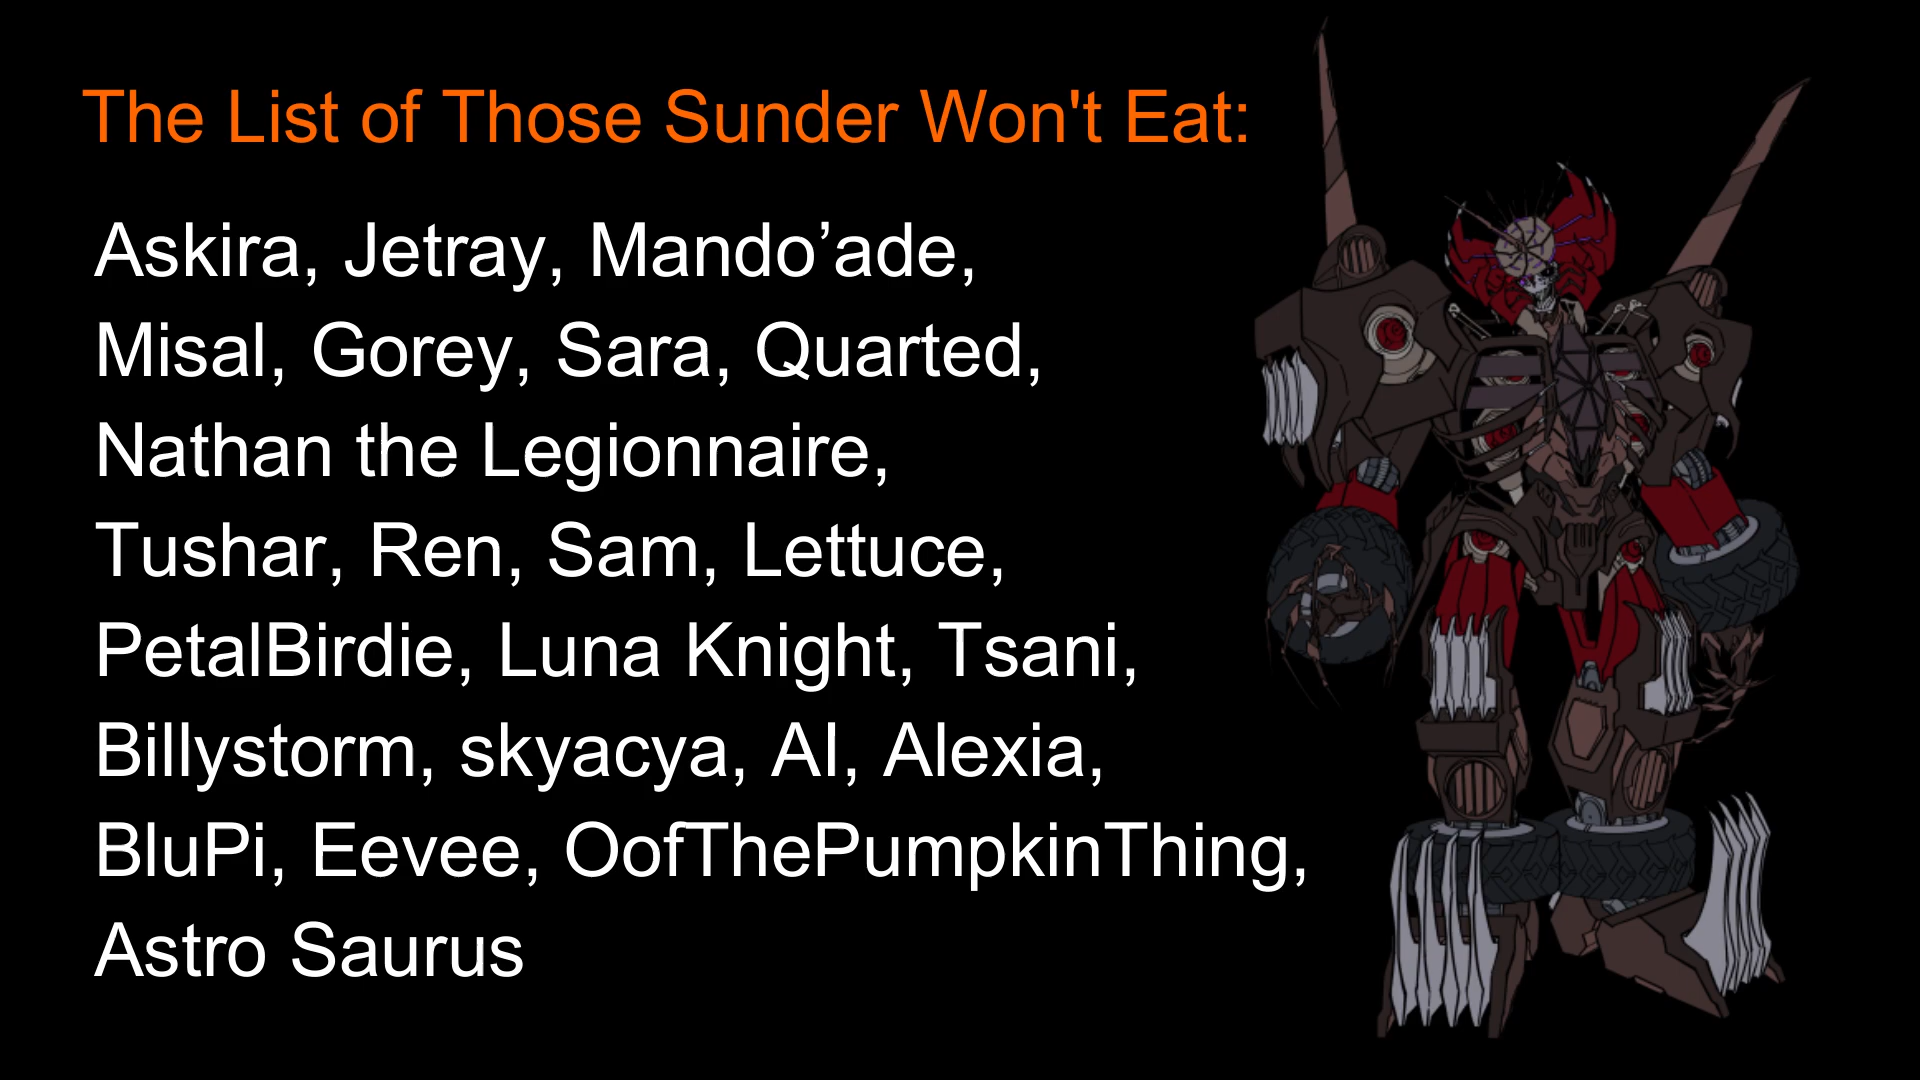 The List of Those Sunder Won't Eat:
Askira, Jetray, Mando’ade,
Misal, Gorey, Sara, Quarted,
Nathan the Legionnaire,
Tushar, Ren, Sam, Lettuce,
PetalBirdie, Luna Knight, Tsani,
Billystorm, skyacya, AI, Alexia,
BluPi, Eevee, OofThePumpkinThing,
Astro Saurus